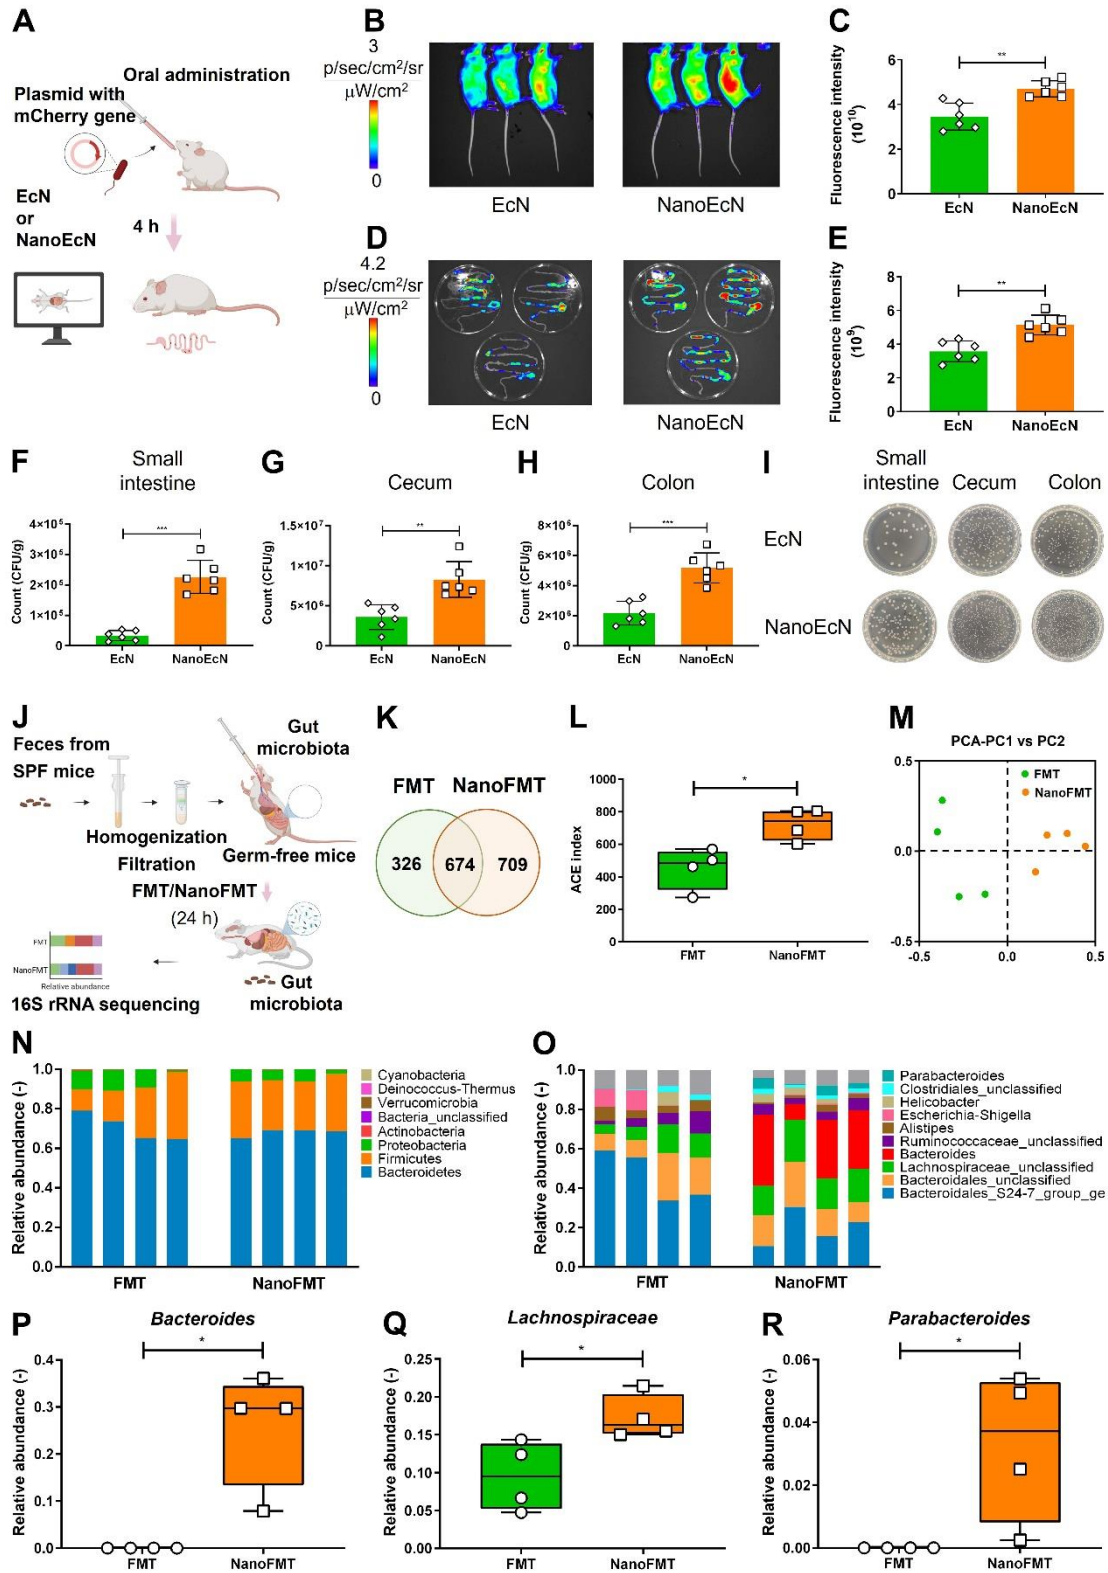 A
Oral administration
Plasmid with
mCherry gene
EcN
or
NanoEcN
4 h
B
3
p/sec/cm²/sr
μW/cm²
0
EcN
NanoEcN
C
Fluorescence intensity
(10¹⁰)
6
4
2
0
**
EcN
NanoEcN
D
4.2
p/sec/cm²/sr
μW/cm²
0
EcN
NanoEcN
E
Fluorescence intensity
(10⁹)
8
6
4
2
0
**
EcN
NanoEcN
F
Small
intestine
Count (CFU/g)
4×10⁵
3×10⁵
2×10⁵
1×10⁵
0
***
EcN
NanoEcN
G
Cecum
Count (CFU/g)
1.5×10⁷
1×10⁷
5×10⁶
0
**
EcN
NanoEcN
H
Colon
Count (CFU/g)
8×10⁶
6×10⁶
4×10⁶
2×10⁶
0
***
EcN
NanoEcN
I
Small
intestine
Cecum
Colon
EcN
NanoEcN
J
Feces from
SPF mice
Gut
microbiota
Homogenization
Filtration
Germ-free mice
FMT/NanoFMT
(24 h)
FMT
NanoFMT
Relative abundance
16S rRNA sequencing
Gut
microbiota
K
FMT
NanoFMT
326
674
709
L
ACE index
1000
800
600
400
200
0
*
FMT
NanoFMT
M
PCA-PC1 vs PC2
0.5
0.0
-0.5
FMT
NanoFMT
-0.5
0.0
0.5
N
Relative abundance (-)
1.0
0.8
0.6
0.4
0.2
0.0
FMT
NanoFMT
Cyanobacteria
Deinococcus-Thermus
Verrucomicrobia
Bacteria_unclassified
Actinobacteria
Proteobacteria
Firmicutes
Bacteroidetes
O
Relative abundance (-)
1.0
0.8
0.6
0.4
0.2
0.0
FMT
NanoFMT
Parabacteroides
Clostridiales_unclassified
Helicobacter
Escherichia-Shigella
Alistipes
Ruminococcaceae_unclassified
Bacteroides
Lachnospiraceae_unclassified
Bacteroidales_unclassified
Bacteroidales_S24-7_group_ge
P
Bacteroides
Relative abundance (-)
0.4
0.3
0.2
0.1
0.0
*
FMT
NanoFMT
Q
Lachnospiraceae
Relative abundance (-)
0.25
0.20
0.15
0.10
0.05
0.00
*
FMT
NanoFMT
R
Parabacteroides
Relative abundance (-)
0.06
0.04
0.02
0.00
*
FMT
NanoFMT